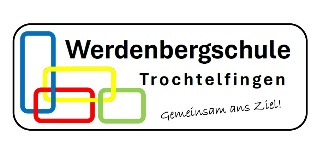 Werdenbergschule
Trochtelfingen
Gemeinsam ans Ziel!